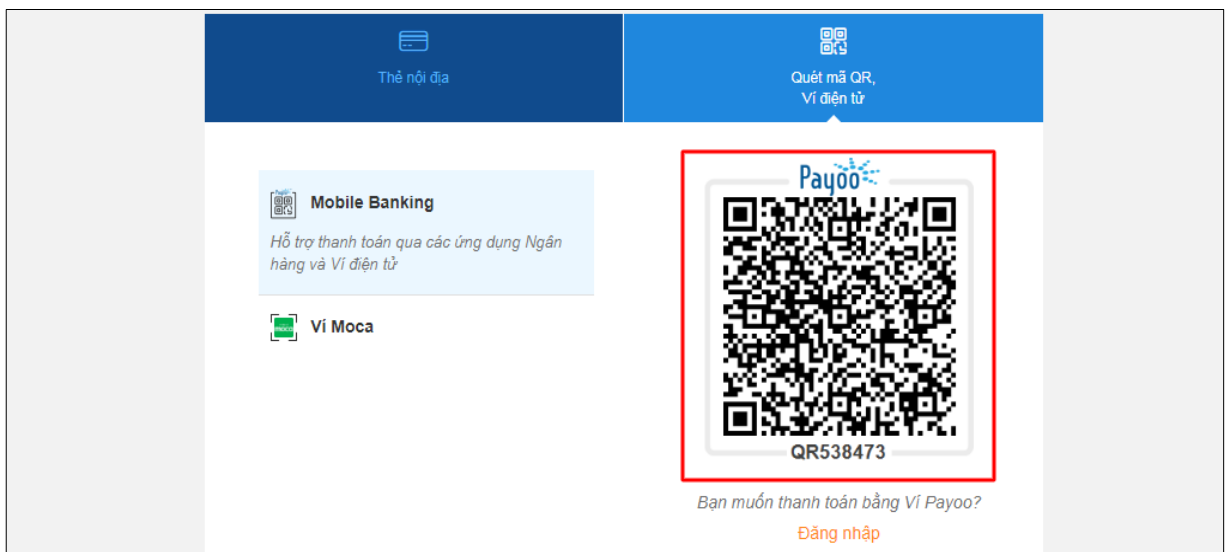 Thẻ nội địa
Quét mã QR,
Ví điện tử
Mobile Banking
Hỗ trợ thanh toán qua các ứng dụng Ngân
hàng và Ví điện tử
Ví Moca
Payoo
QR538473
Bạn muốn thanh toán bằng Ví Payoo?
Đăng nhập